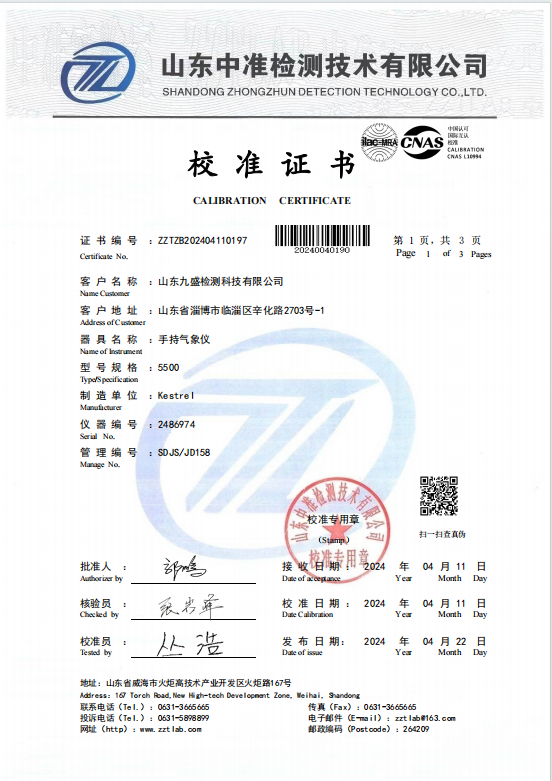 山东中准检测技术有限公司
SHANDONG ZHONGZHUN DETECTION TECHNOLOGY CO.,LTD.
ilac-MRA
CNAS
中国认可
国际互认
校准
CALIBRATION
CNAS L10994
校准证书
CALIBRATION CERTIFICATE
证书编号 : ZZTZB202404110197
Certificate No.
20240040190
第 1 页, 共 3 页
Page 1 of 3 Pages
客户名称 : 山东九盛检测科技有限公司
Name Customer
客户地址 : 山东省淄博市临淄区辛化路2703号-1
Address of Customer
器具名称 : 手持气象仪
Name of Instrument
型号规格 : 5500
Type/Specification
制造单位 : Kestrel
Manufacturer
仪器编号 : 2486974
Serial No.
管理编号 : SDJS/JD158
Manage No.
山东中准检测技术有限公司
校准专用章
(Stamp)
校准专用章
扫一扫查真伪
批准人 :
Authorizer by
接收日期: 2024 年 04 月 11 日
Date of acceptance Year Month Day
核验员 :
Checked by
校准日期: 2024 年 04 月 11 日
Date Calibration Year Month Day
校准员 : 丛浩
Tested by
发布日期: 2024 年 04 月 22 日
Date of issue Year Month Day
地址: 山东省威海市火炬高技术产业开发区火炬路167号
Address: 167 Torch Road,New High-tech Development Zone, Weihai, Shandong
联系电话 (Tel.) : 0631-3665665 传真 (Fax) : 0631-3665665
投诉电话 (Tel.) : 0631-5898899 电子邮件 (E-mail) : zztlab@163.com
网址 (http) : www.zztlab.com 邮政编码 (Postcode) : 264209